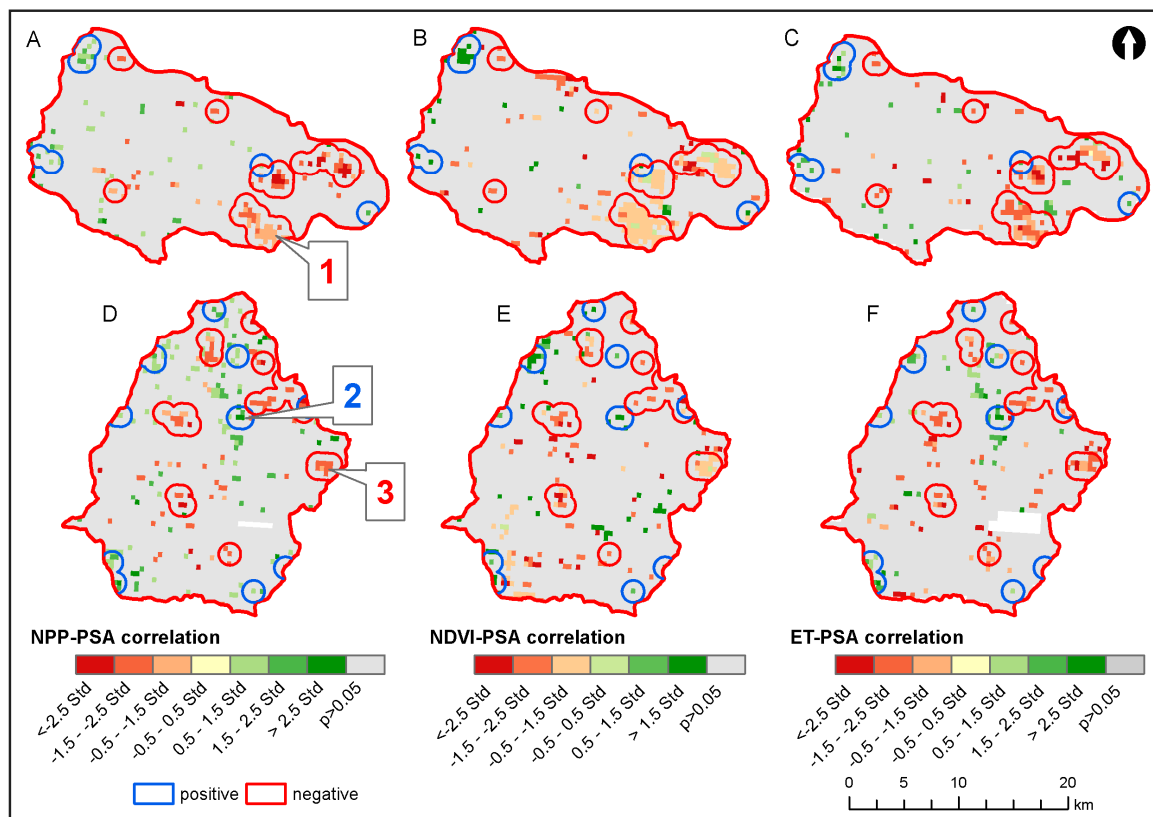 A
B
C
1
D
E
F
2
3
NPP-PSA correlation
NDVI-PSA correlation
ET-PSA correlation
<-2.5 Std
-1.5 - -2.5 Std
-0.5 - -1.5 Std
-0.5 - 0.5 Std
0.5 - 1.5 Std
1.5 - 2.5 Std
> 2.5 Std
p>0.05
<-2.5 Std
-1.5 - -2.5 Std
-0.5 - -1.5 Std
-0.5 - 0.5 Std
0.5 - 1.5 Std
> 1.5 Std
p>0.05
<-2.5 Std
-1.5 - -2.5 Std
-0.5 - -1.5 Std
-0.5 - 0.5 Std
0.5 - 1.5 Std
1.5 - 2.5 Std
> 2.5 Std
p>0.05
positive negative
0 5 10 20
km